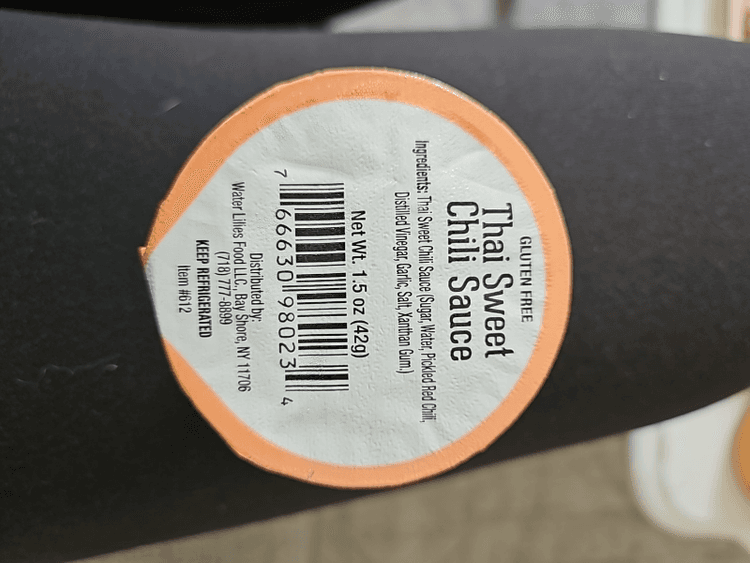 GLUTEN FREE
Thai Sweet
Chili Sauce
Ingredients: Thai Sweet Chili Sauce (Sugar, Water, Pickled Red Chili,
Distilled Vinegar, Garlic, Salt, Xanthan Gum.)
Net Wt. 1.5 oz (42g)
7 66630 98023 4
Distributed by:
Water Lilies Food LLC, Bay Shore, NY 11706
(718) 777-8899
KEEP REFRIGERATED
Item #612